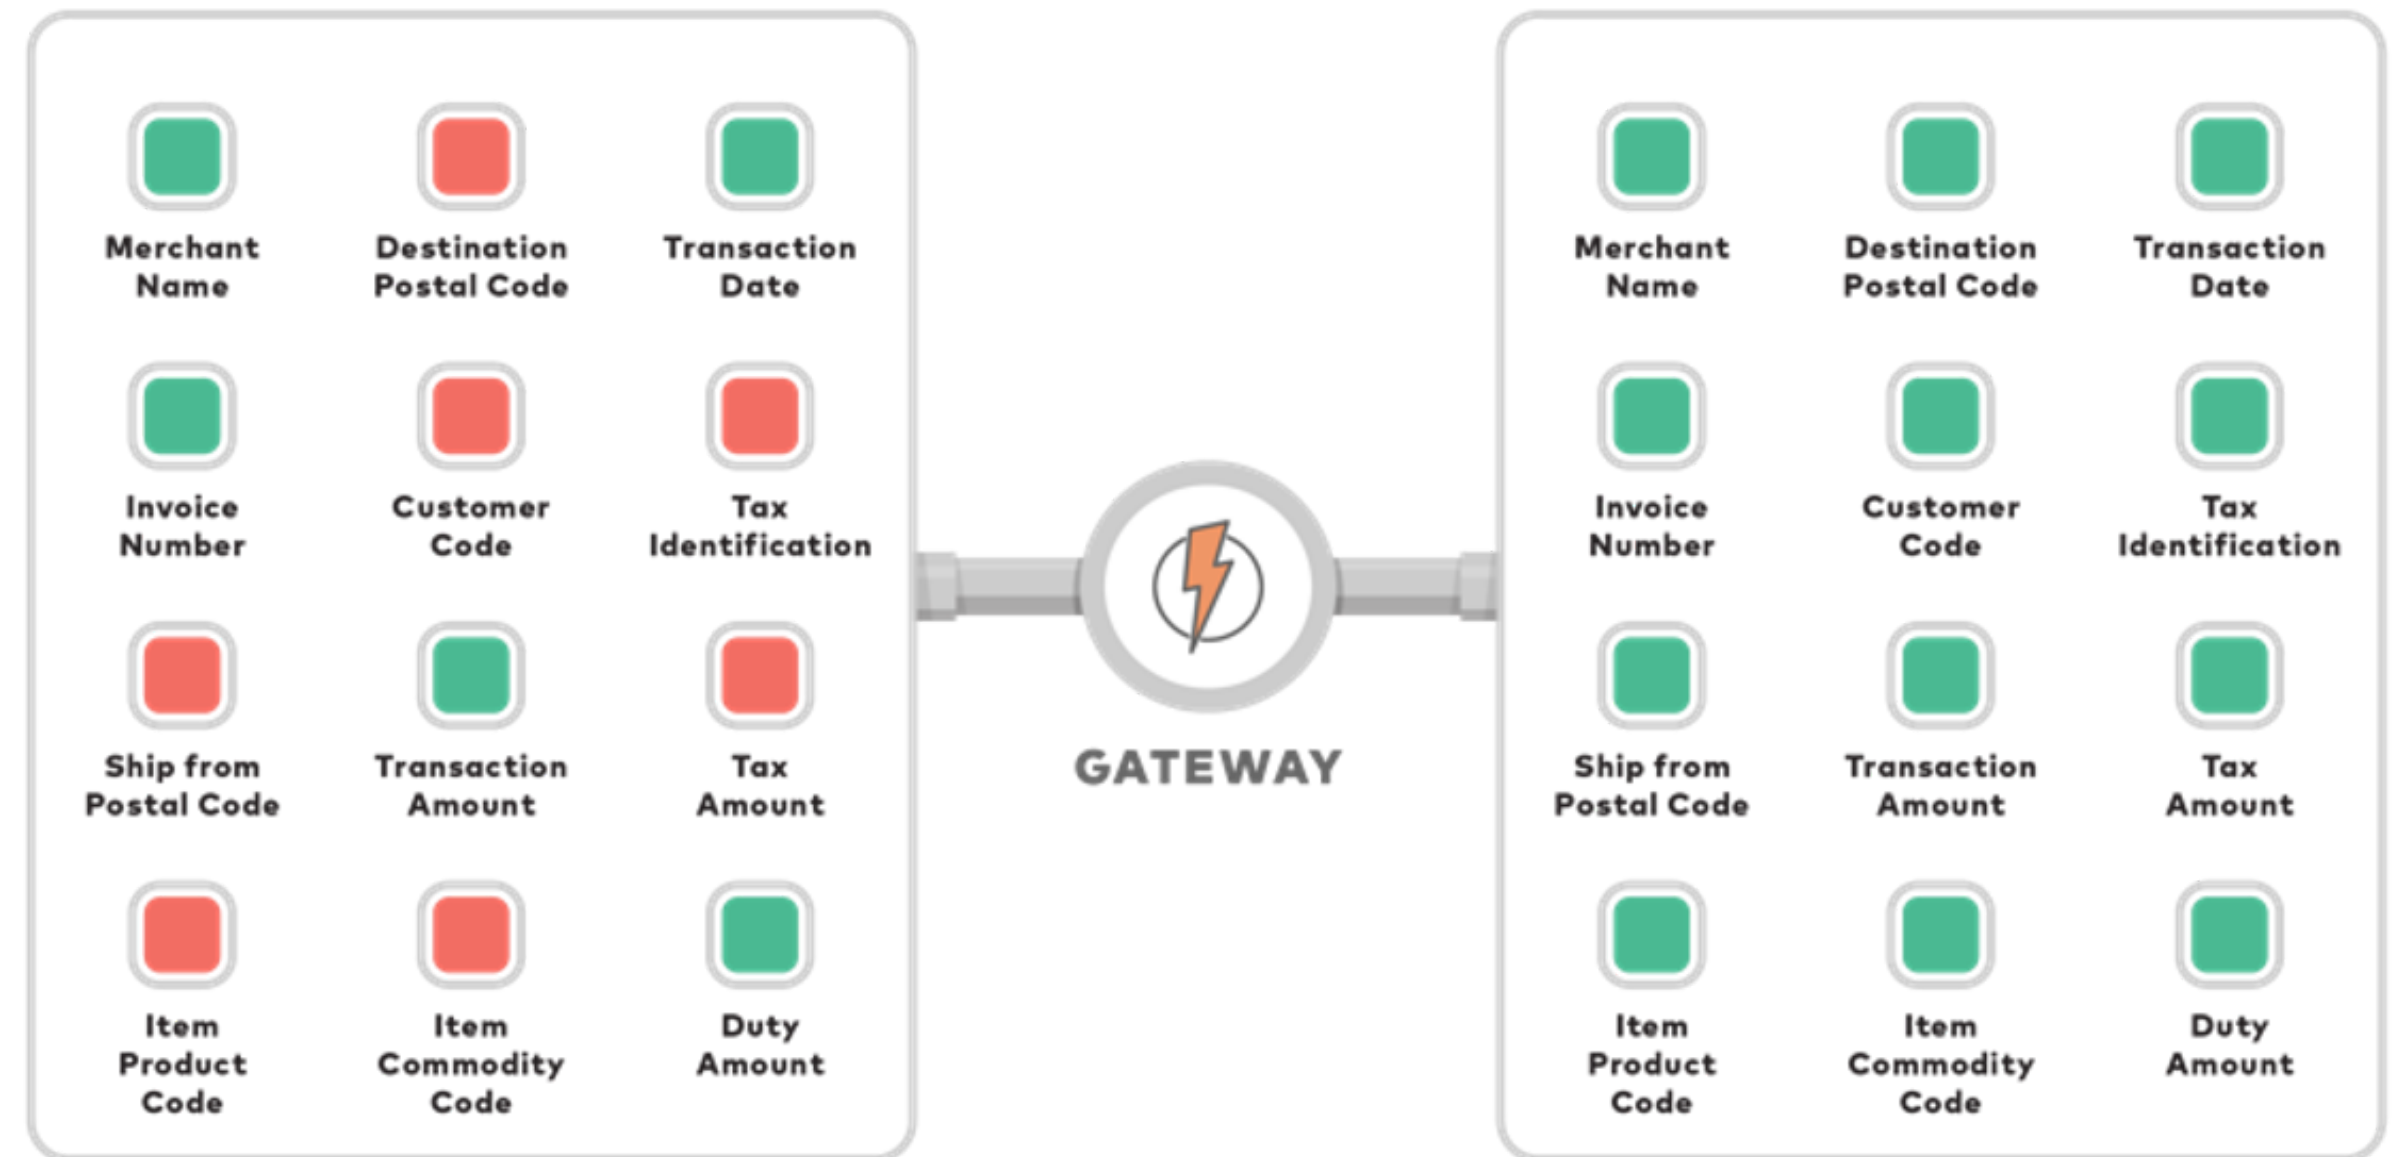 Merchant
Name
Destination
Postal Code
Transaction
Date
Invoice
Number
Customer
Code
Tax
Identification
Ship from
Postal Code
Transaction
Amount
Tax
Amount
Item
Product
Code
Item
Commodity
Code
Duty
Amount
GATEWAY
Merchant
Name
Destination
Postal Code
Transaction
Date
Invoice
Number
Customer
Code
Tax
Identification
Ship from
Postal Code
Transaction
Amount
Tax
Amount
Item
Product
Code
Item
Commodity
Code
Duty
Amount